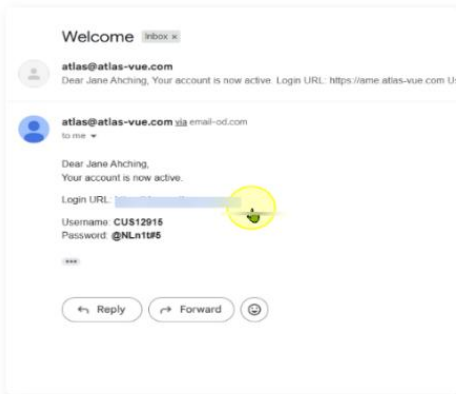 Welcome Inbox ×
atlas@atlas-vue.com
Dear Jane Ahching, Your account is now active. Login URL: https://ame.atlas-vue.com Us
atlas@atlas-vue.com via email-od.com
to me
Dear Jane Ahching,
Your account is now active.
Login URL:
Username: CUS12915
Password: @NLn1t#5
Reply Forward